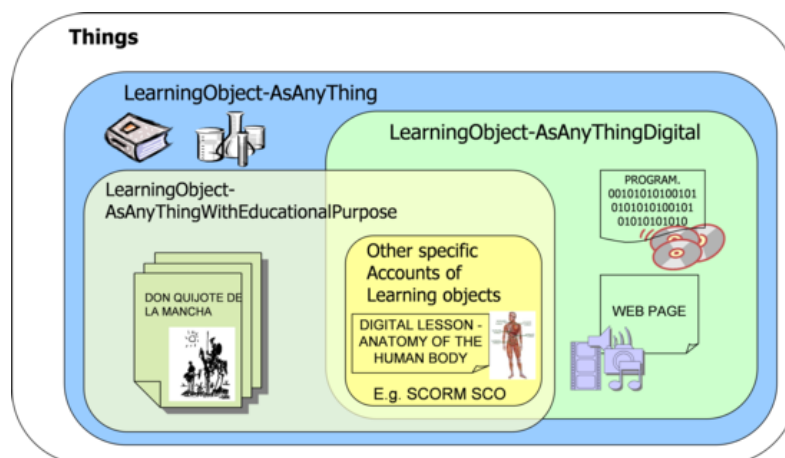 Things
LearningObject-AsAnyThing
LearningObject-AsAnyThingDigital
LearningObject-
AsAnyThingWithEducationalPurpose
PROGRAM.
00101010100101
0101010100101
01010101010
Other specific
Accounts of
Learning objects
DON QUIJOTE DE
LA MANCHA
DIGITAL LESSON -
ANATOMY OF THE
HUMAN BODY
WEB PAGE
E.g. SCORM SCO